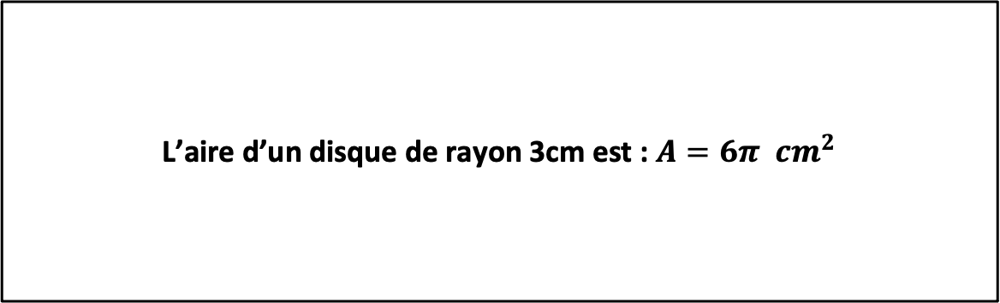 L’aire d’un disque de rayon 3cm est : A = 6π cm²